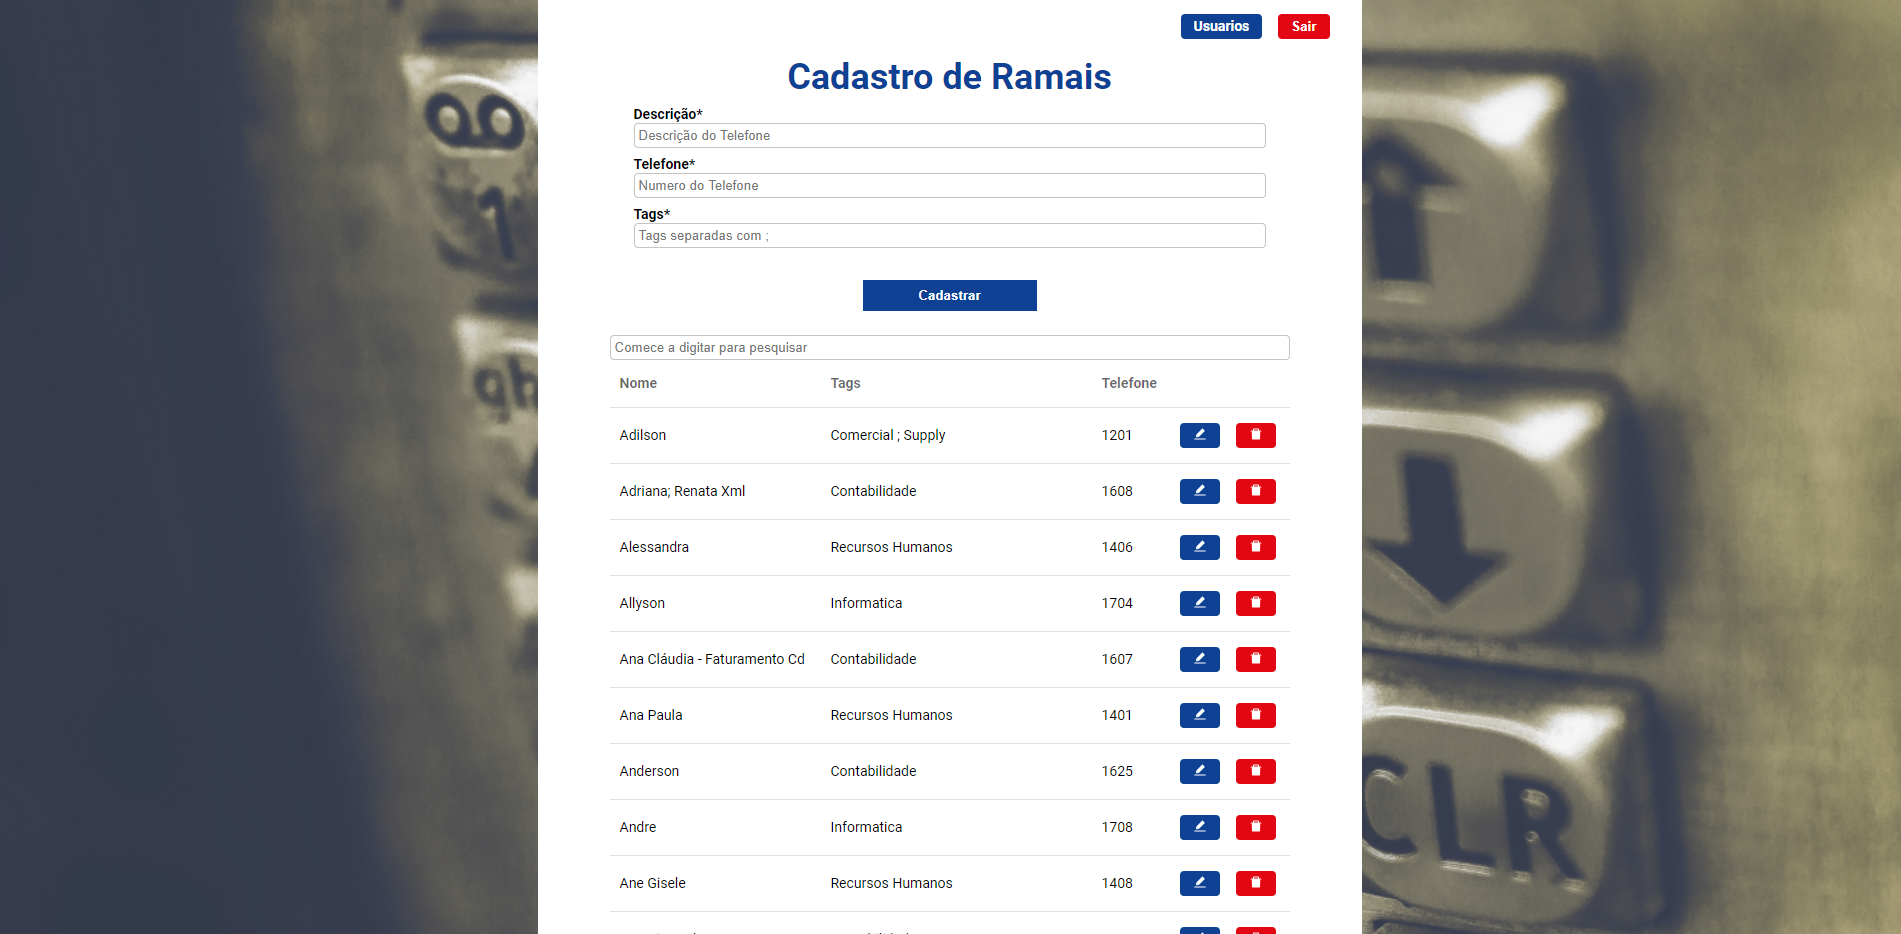 Usuarios Sair
Cadastro de Ramais
Descrição*
Descrição do Telefone
Telefone*
Numero do Telefone
Tags*
Tags separadas com ;
Cadastrar
Comece a digitar para pesquisar
Nome Tags Telefone
Adilson Comercial ; Supply 1201
Adriana; Renata Xml Contabilidade 1608
Alessandra Recursos Humanos 1406
Allyson Informatica 1704
Ana Cláudia - Faturamento Cd Contabilidade 1607
Ana Paula Recursos Humanos 1401
Anderson Contabilidade 1625
Andre Informatica 1708
Ane Gisele Recursos Humanos 1408
1
gh
CLR